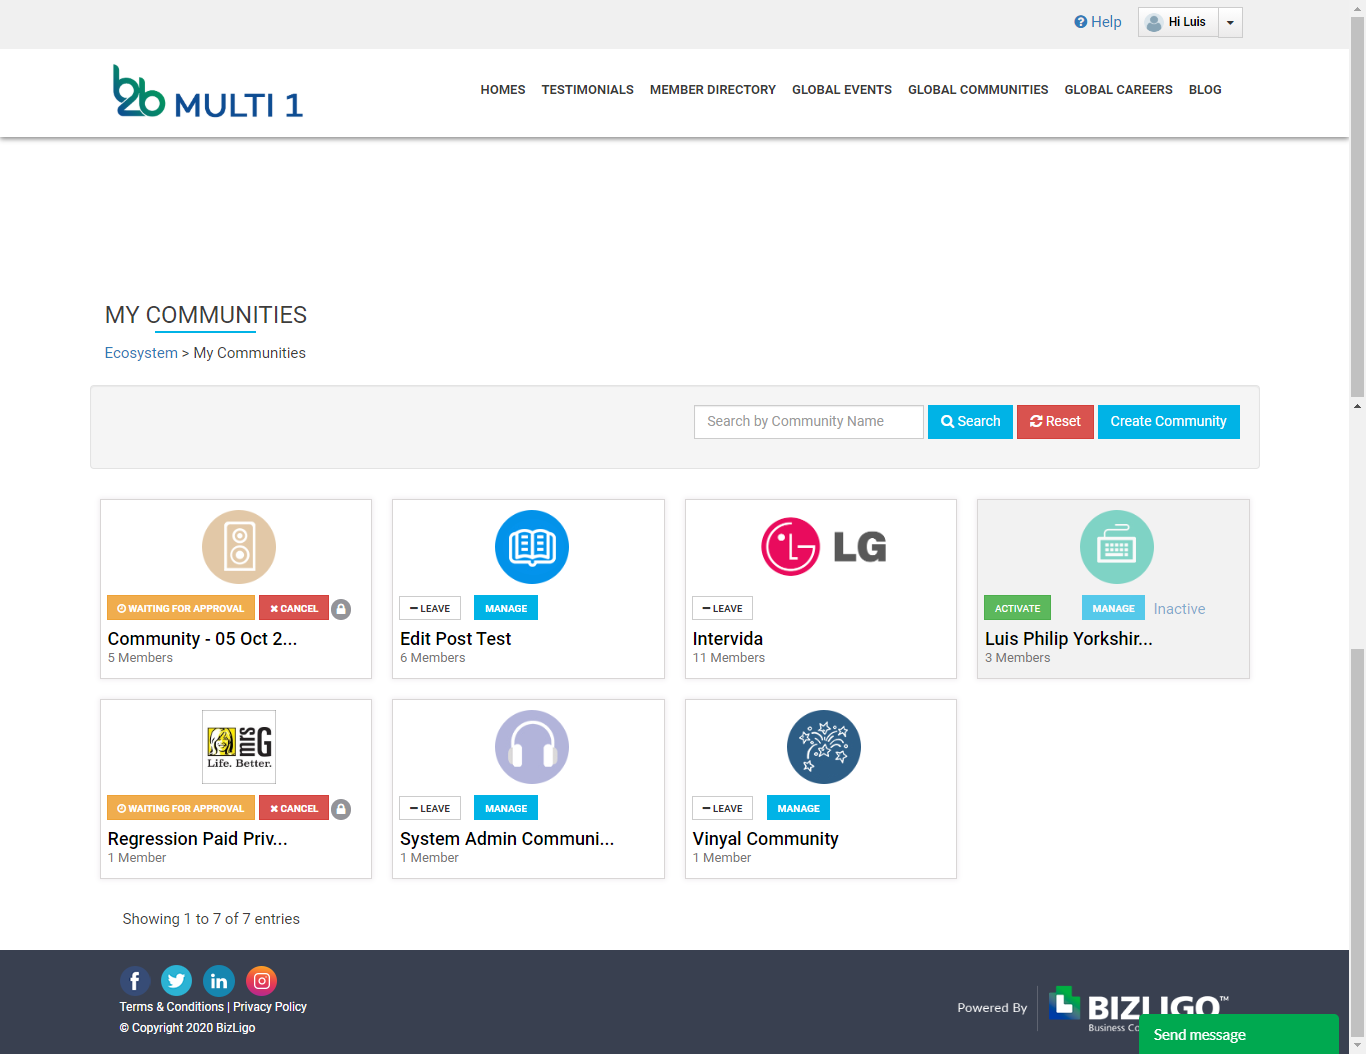 Help
Hi Luis
b2b MULTI 1
HOMES TESTIMONIALS MEMBER DIRECTORY GLOBAL EVENTS GLOBAL COMMUNITIES GLOBAL CAREERS BLOG
MY COMMUNITIES
Ecosystem > My Communities
Search by Community Name Search Reset Create Community
LG
WAITING FOR APPROVAL CANCEL
Community - 05 Oct 2...
5 Members
LEAVE MANAGE
Edit Post Test
6 Members
LEAVE
Intervida
11 Members
ACTIVATE MANAGE Inactive
Luis Philip Yorkshir...
3 Members
Life. Better.
WAITING FOR APPROVAL CANCEL
Regression Paid Priv...
1 Member
LEAVE MANAGE
System Admin Communi...
1 Member
LEAVE MANAGE
Vinyal Community
1 Member
Showing 1 to 7 of 7 entries
Terms & Conditions | Privacy Policy
© Copyright 2020 BizLigo
Powered By
BIZLIGO™
Business
Send message